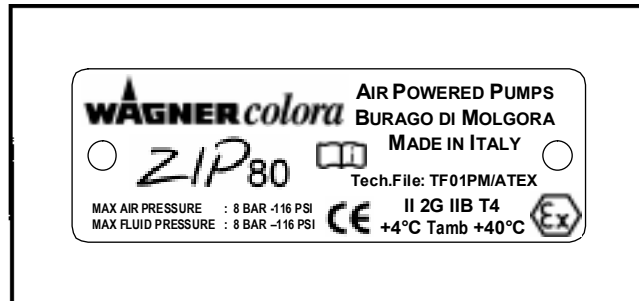 WAGNER colora
ZIP80
AIR POWERED PUMPS
BURAGO DI MOLGORA
MADE IN ITALY
Tech.File: TF01PM/ATEX
MAX AIR PRESSURE : 8 BAR -116 PSI
MAX FLUID PRESSURE : 8 BAR –116 PSI
CE
II 2G IIB T4
+4°C Tamb +40°C
Ex